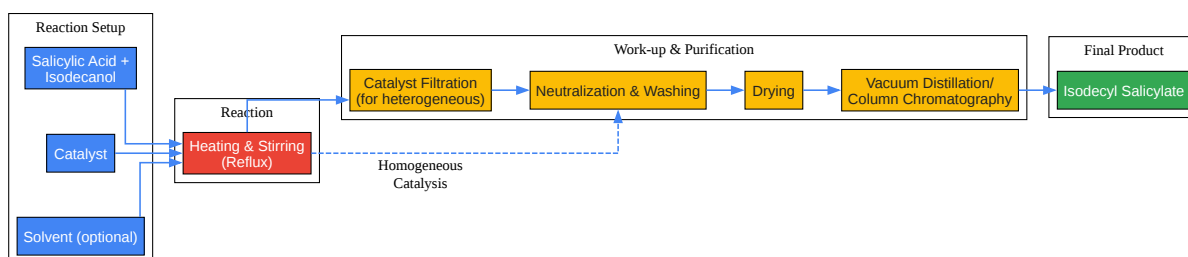 Reaction Setup
Salicylic Acid +
Isodecanol
Catalyst
Solvent (optional)
Reaction
Heating & Stirring
(Reflux)
Homogeneous
Catalysis
Work-up & Purification
Catalyst Filtration
(for heterogeneous)
Neutralization & Washing
Drying
Vacuum Distillation/
Column Chromatography
Final Product
Isodecyl Salicylate